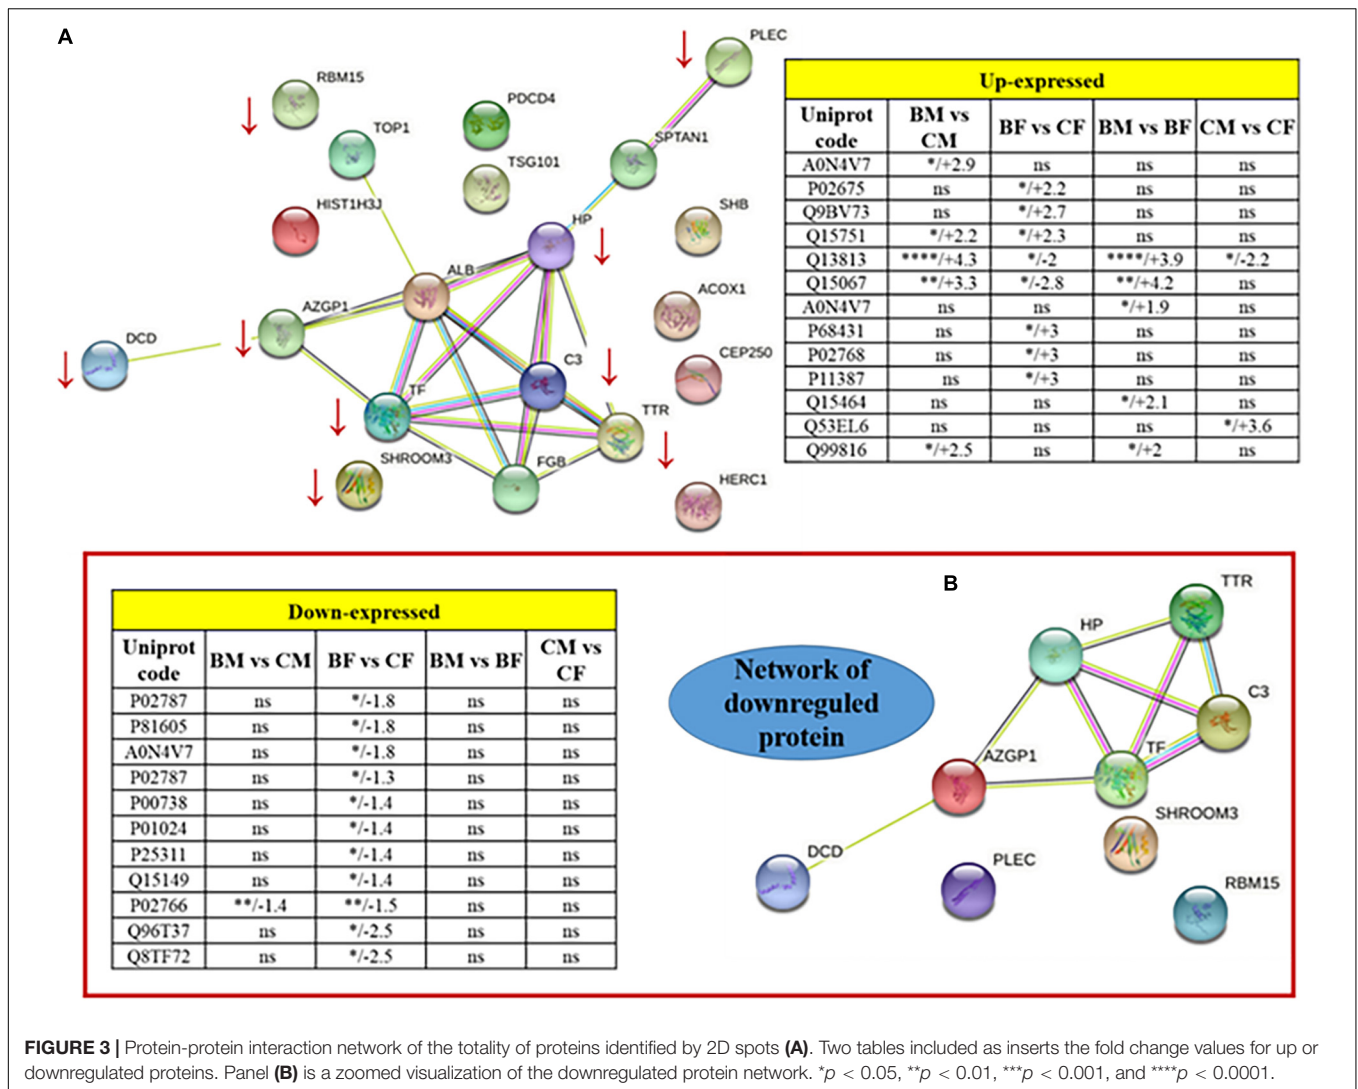 A
PLEC
RBM15
PDCD4
TOP1
SPTAN1
TSG101
HIST1H3J
HP
SHB
ALB
ACOX1
AZGP1
DCD
C3
CEP250
TF
TTR
SHROOM3
FGB
HERC1
Up-expressed
Uniprot code | BM vs CM | BF vs CF | BM vs BF | CM vs CF
A0N4V7 | */+2.9 | ns | ns | ns
P02675 | ns | */+2.2 | ns | ns
Q9BV73 | ns | */+2.7 | ns | ns
Q15751 | */+2.2 | */+2.3 | ns | ns
Q13813 | ****/+4.3 | */-2 | ****/+3.9 | */-2.2
Q15067 | **/+3.3 | */-2.8 | **/+4.2 | ns
A0N4V7 | ns | ns | */+1.9 | ns
P68431 | ns | */+3 | ns | ns
P02768 | ns | */+3 | ns | ns
P11387 | ns | */+3 | ns | ns
Q15464 | ns | ns | */+2.1 | ns
Q53EL6 | ns | ns | ns | */+3.6
Q99816 | */+2.5 | ns | */+2 | ns
Down-expressed
Uniprot code | BM vs CM | BF vs CF | BM vs BF | CM vs CF
P02787 | ns | */-1.8 | ns | ns
P81605 | ns | */-1.8 | ns | ns
A0N4V7 | ns | */-1.8 | ns | ns
P02787 | ns | */-1.3 | ns | ns
P00738 | ns | */-1.4 | ns | ns
P01024 | ns | */-1.4 | ns | ns
P25311 | ns | */-1.4 | ns | ns
Q15149 | ns | */-1.4 | ns | ns
P02766 | **/-1.4 | **/-1.5 | ns | ns
Q96T37 | ns | */-2.5 | ns | ns
Q8TF72 | ns | */-2.5 | ns | ns
Network of
downreguled
protein
B
TTR
HP
C3
AZGP1
TF
SHROOM3
DCD
PLEC
RBM15
FIGURE 3 | Protein-protein interaction network of the totality of proteins identified by 2D spots (A). Two tables included as inserts the fold change values for up or
downregulated proteins. Panel (B) is a zoomed visualization of the downregulated protein network. *p < 0.05, **p < 0.01, ***p < 0.001, and ****p < 0.0001.